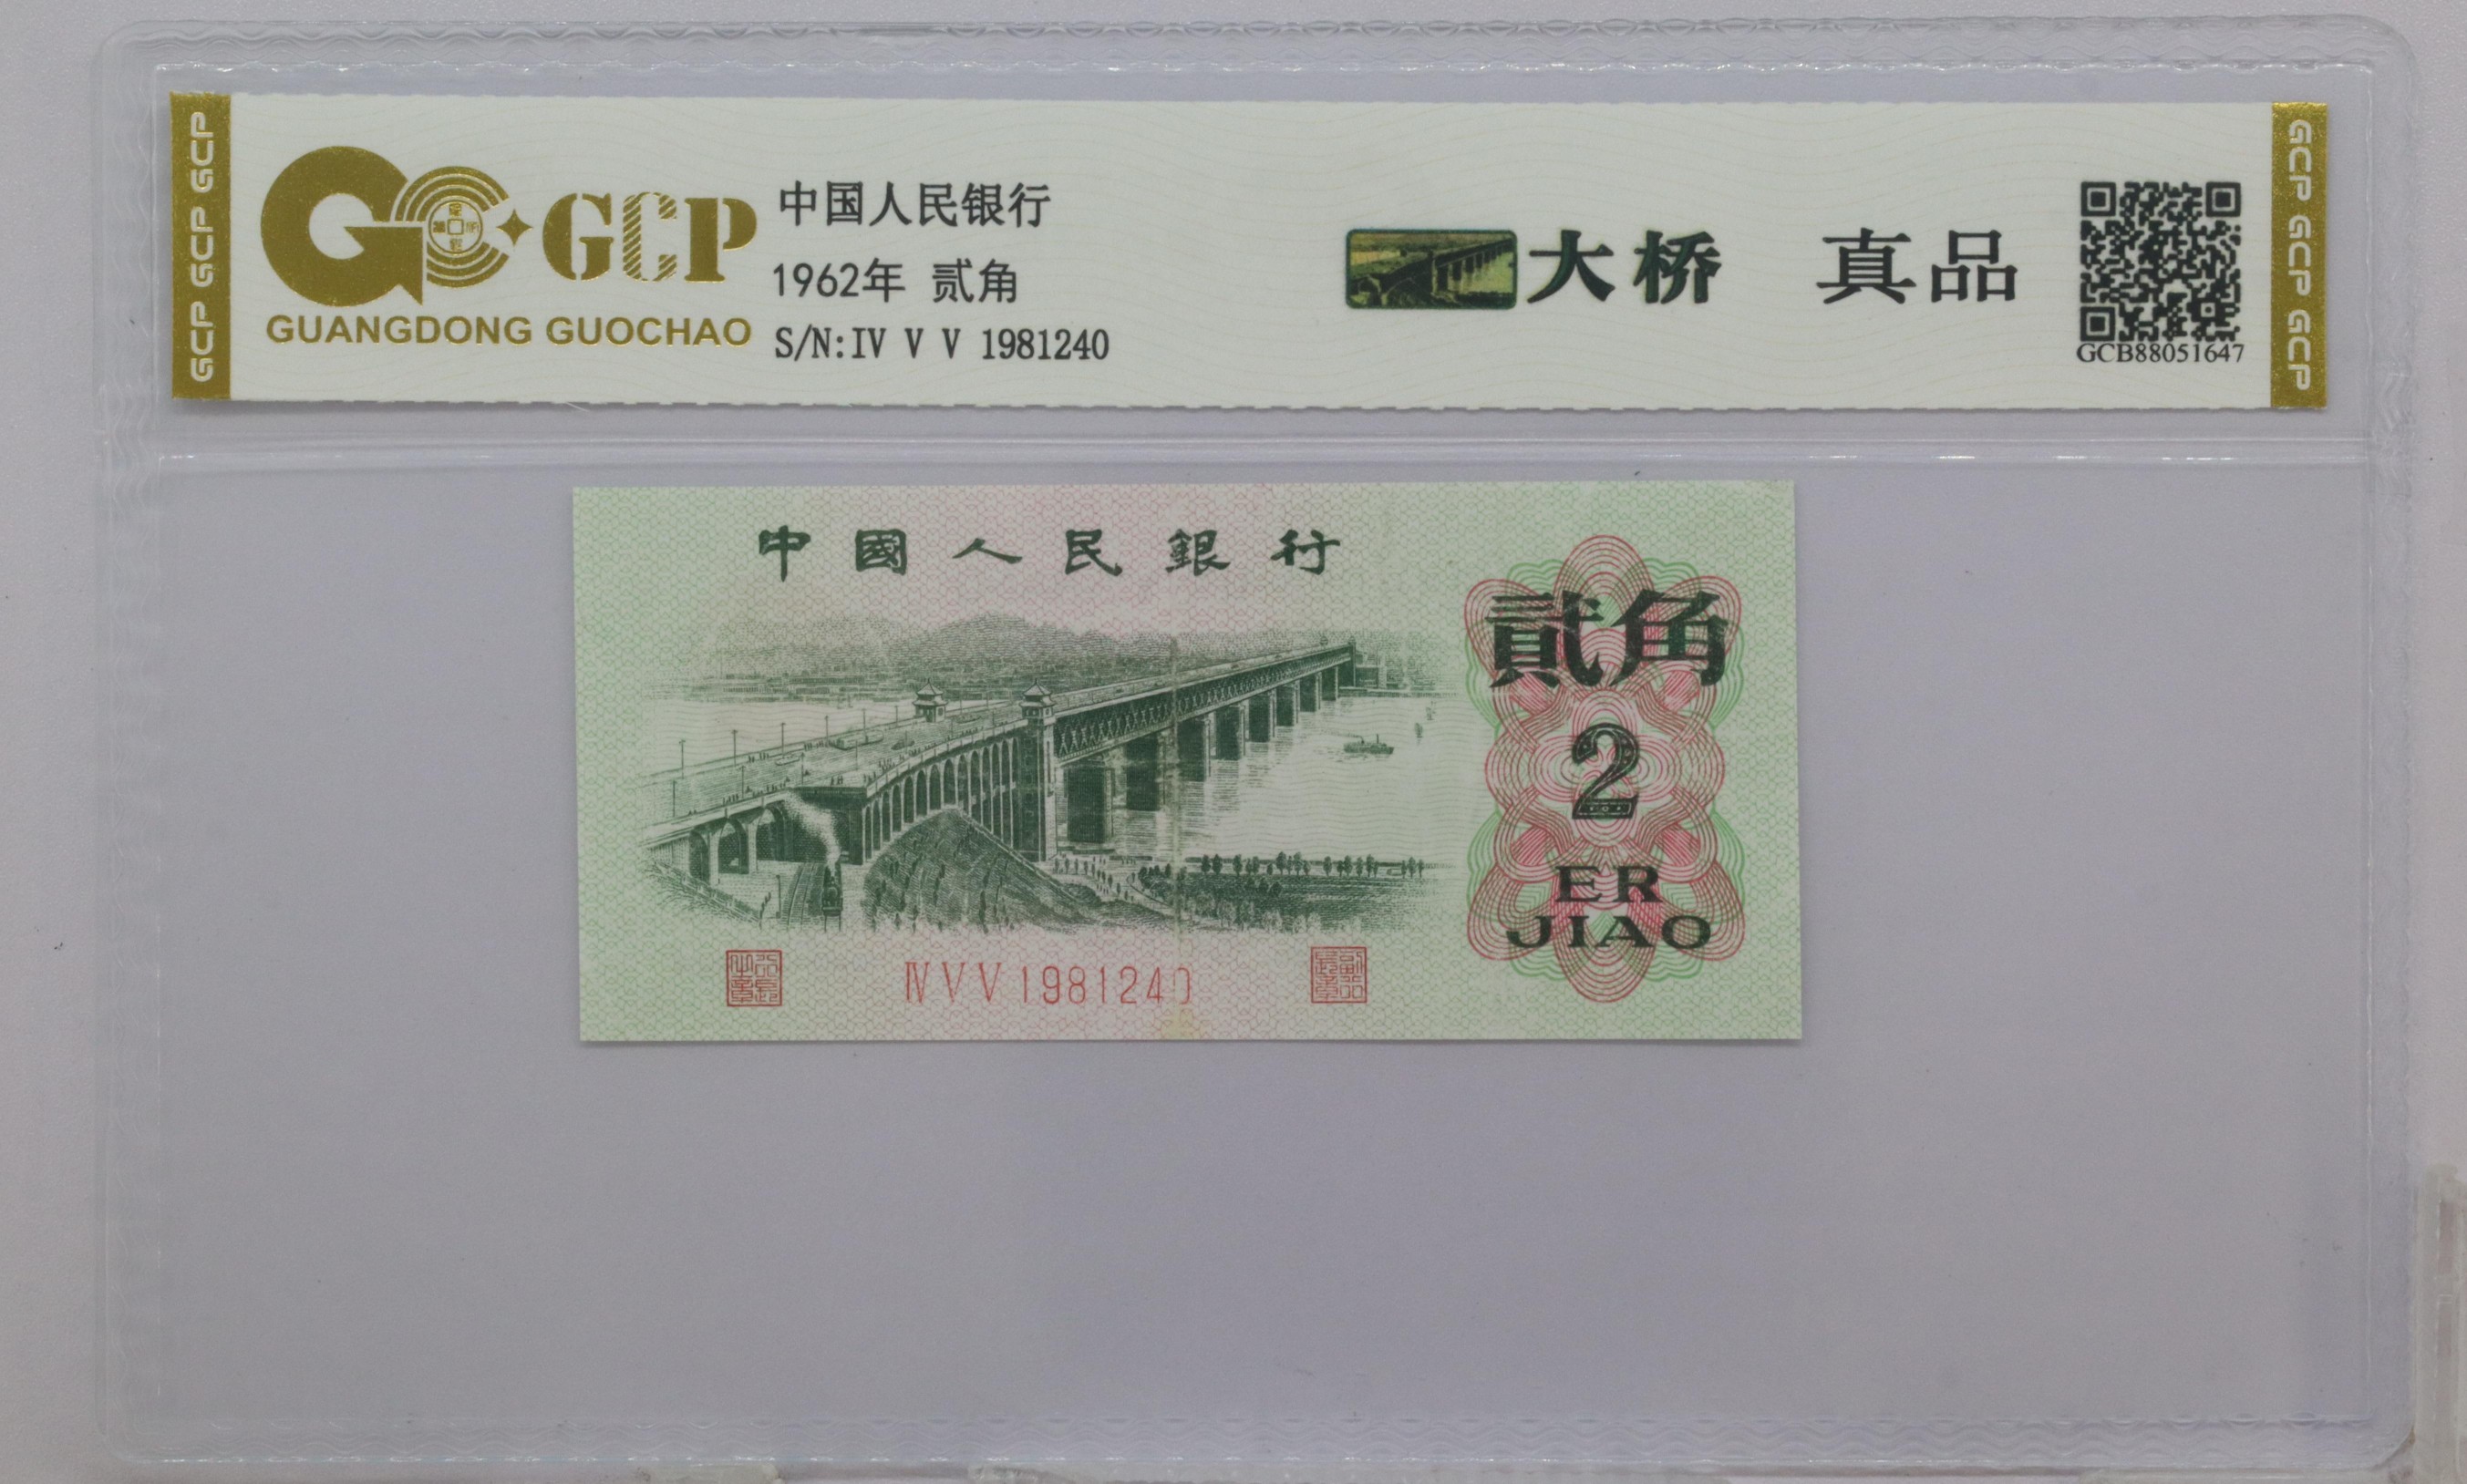 GCP GCP GCP
GCP
GUANGDONG GUOCHAO
中国人民银行
1962年 贰角
S/N:IV V V 1981240
大桥 真品
GCB88051647
GCP GCP GCP
中國人民銀行
貳角
2
ER
JIAO
ⅣⅤⅤ1981240